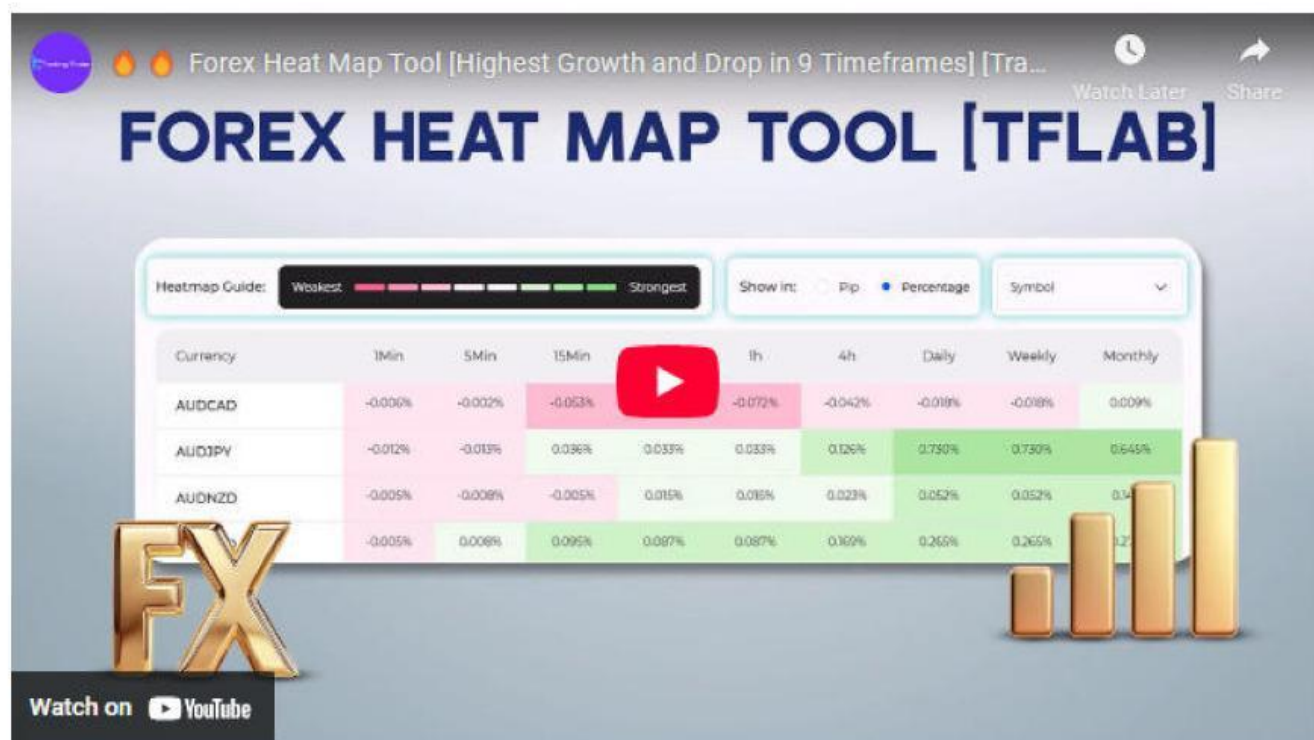 🔥 🔥 Forex Heat Map Tool [Highest Growth and Drop in 9 Timeframes] [Tra...
Watch Later
Share
FOREX HEAT MAP TOOL [TFLAB]
Heatmap Guide: Weakest Strongest Show in: Pip Percentage Symbol
Currency 1Min 5Min 15Min 1h 4h Daily Weekly Monthly
AUDCAD -0.006% -0.002% -0.053% -0.072% -0.042% -0.018% -0.018% 0.009%
AUDJPY -0.012% -0.013% 0.036% 0.033% 0.033% 0.126% 0.730% 0.730% 0.645%
AUDNZD -0.005% -0.008% -0.005% 0.015% 0.015% 0.023% 0.052% 0.052%
-0.005% 0.008% 0.095% 0.087% 0.087% 0.169% 0.265% 0.265%
FX
Watch on YouTube